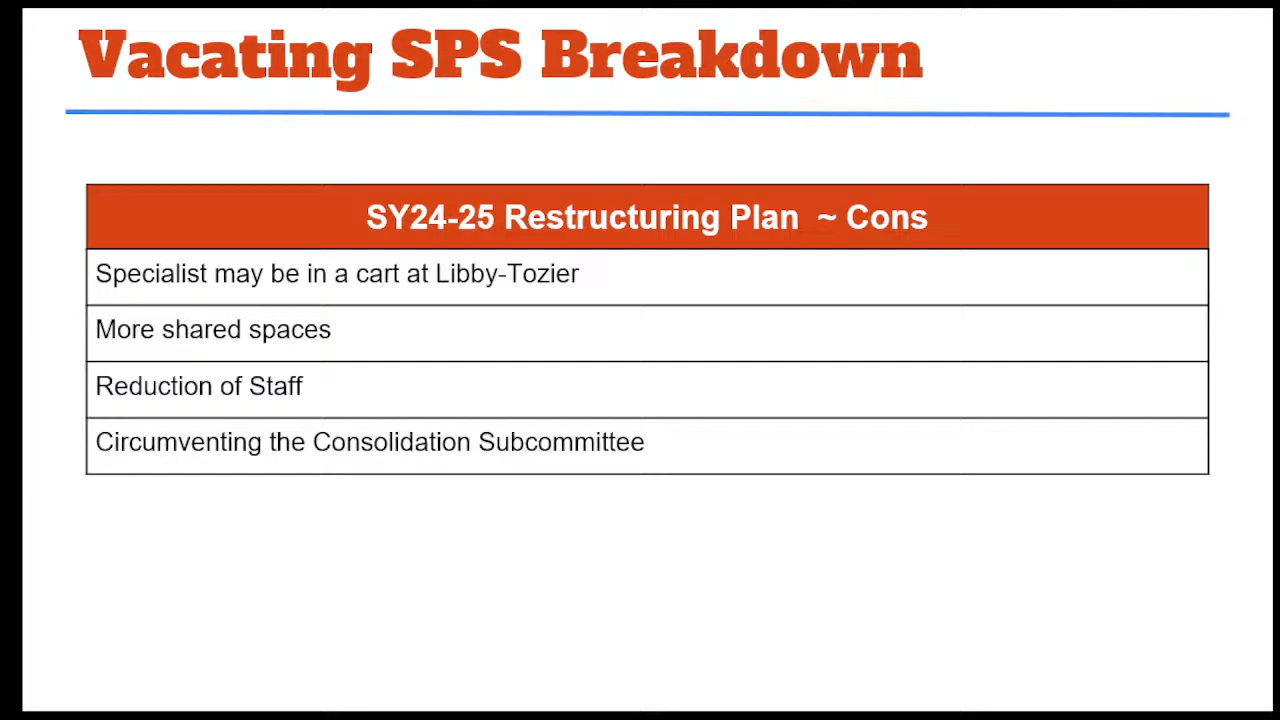 Vacating SPS Breakdown
SY24-25 Restructuring Plan ~ Cons
Specialist may be in a cart at Libby-Tozier
More shared spaces
Reduction of Staff
Circumventing the Consolidation Subcommittee